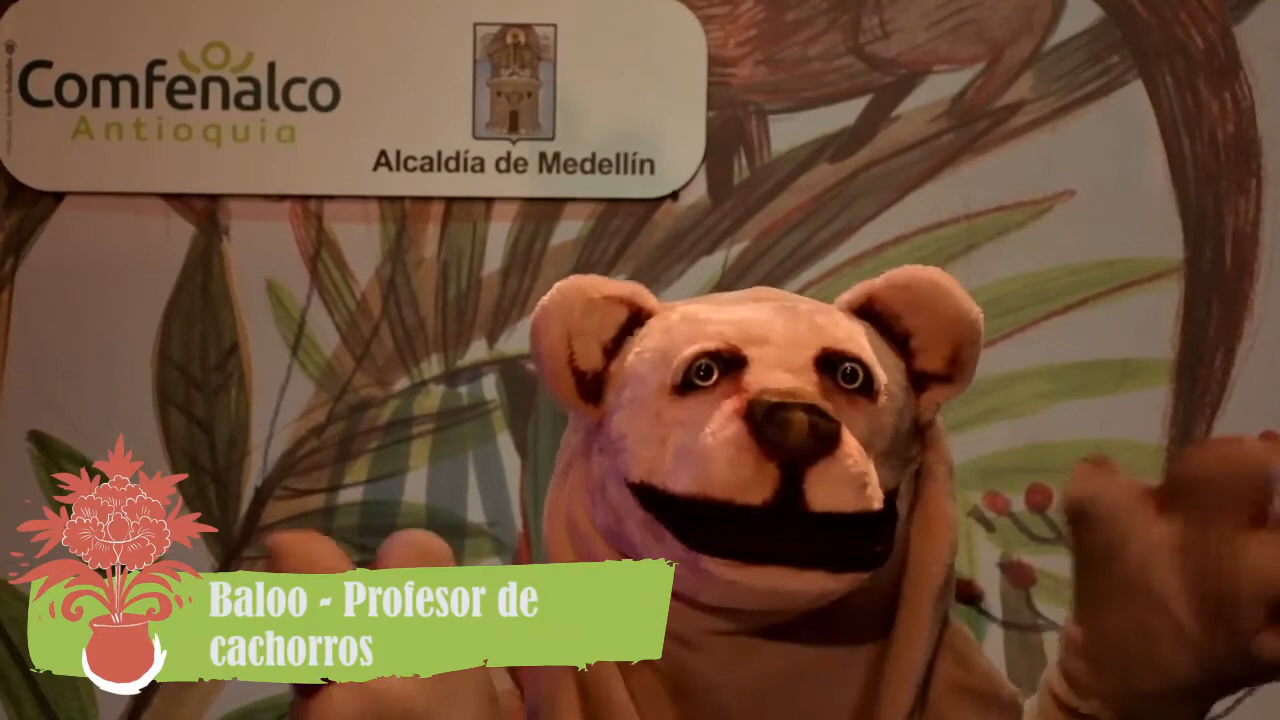 Comfenalco
Antioquia
Alcaldía de Medellín
Baloo - Profesor de
cachorros